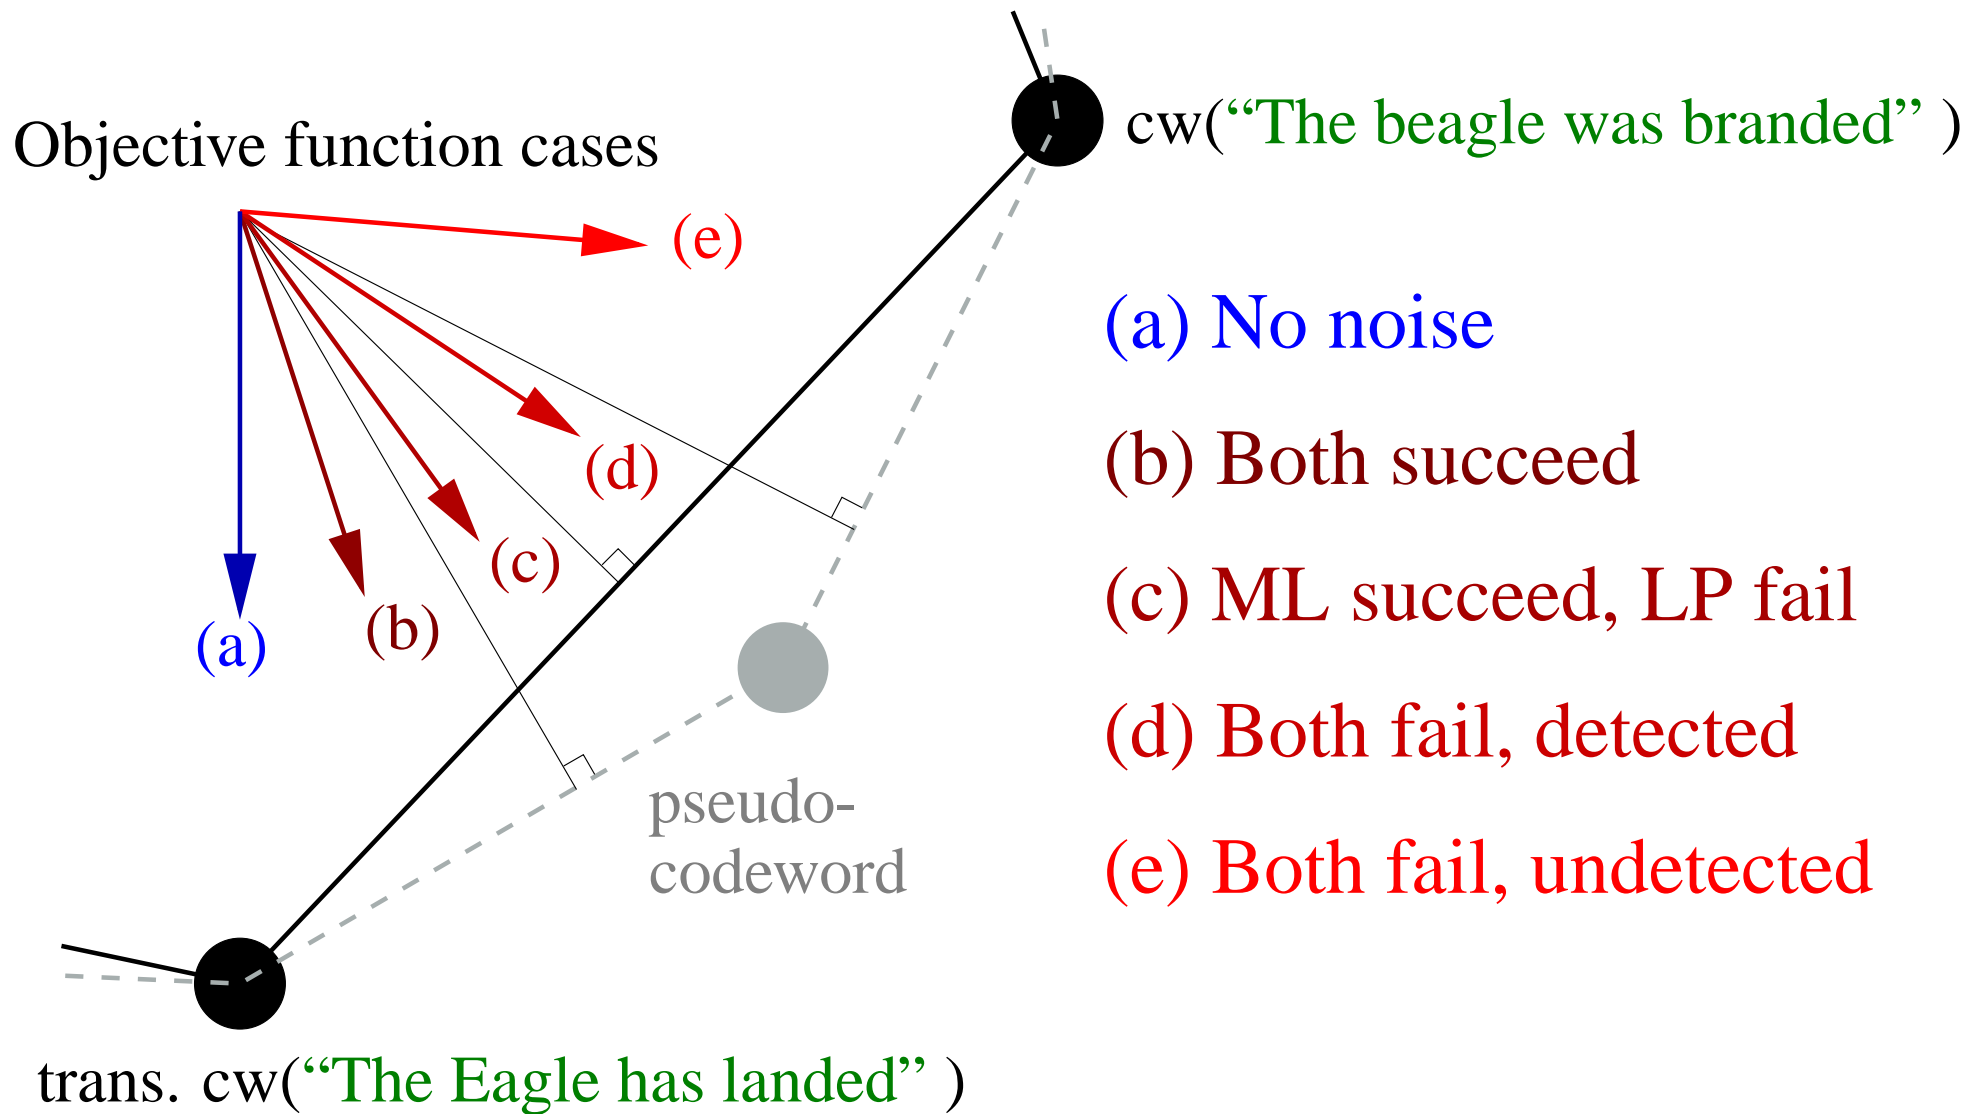 cw(“The beagle was branded” )
Objective function cases
(e)
(a) No noise
(b) Both succeed
(d)
(c)
(c) ML succeed, LP fail
(b)
(a)
(d) Both fail, detected
pseudo-
codeword
(e) Both fail, undetected
trans. cw(“The Eagle has landed” )